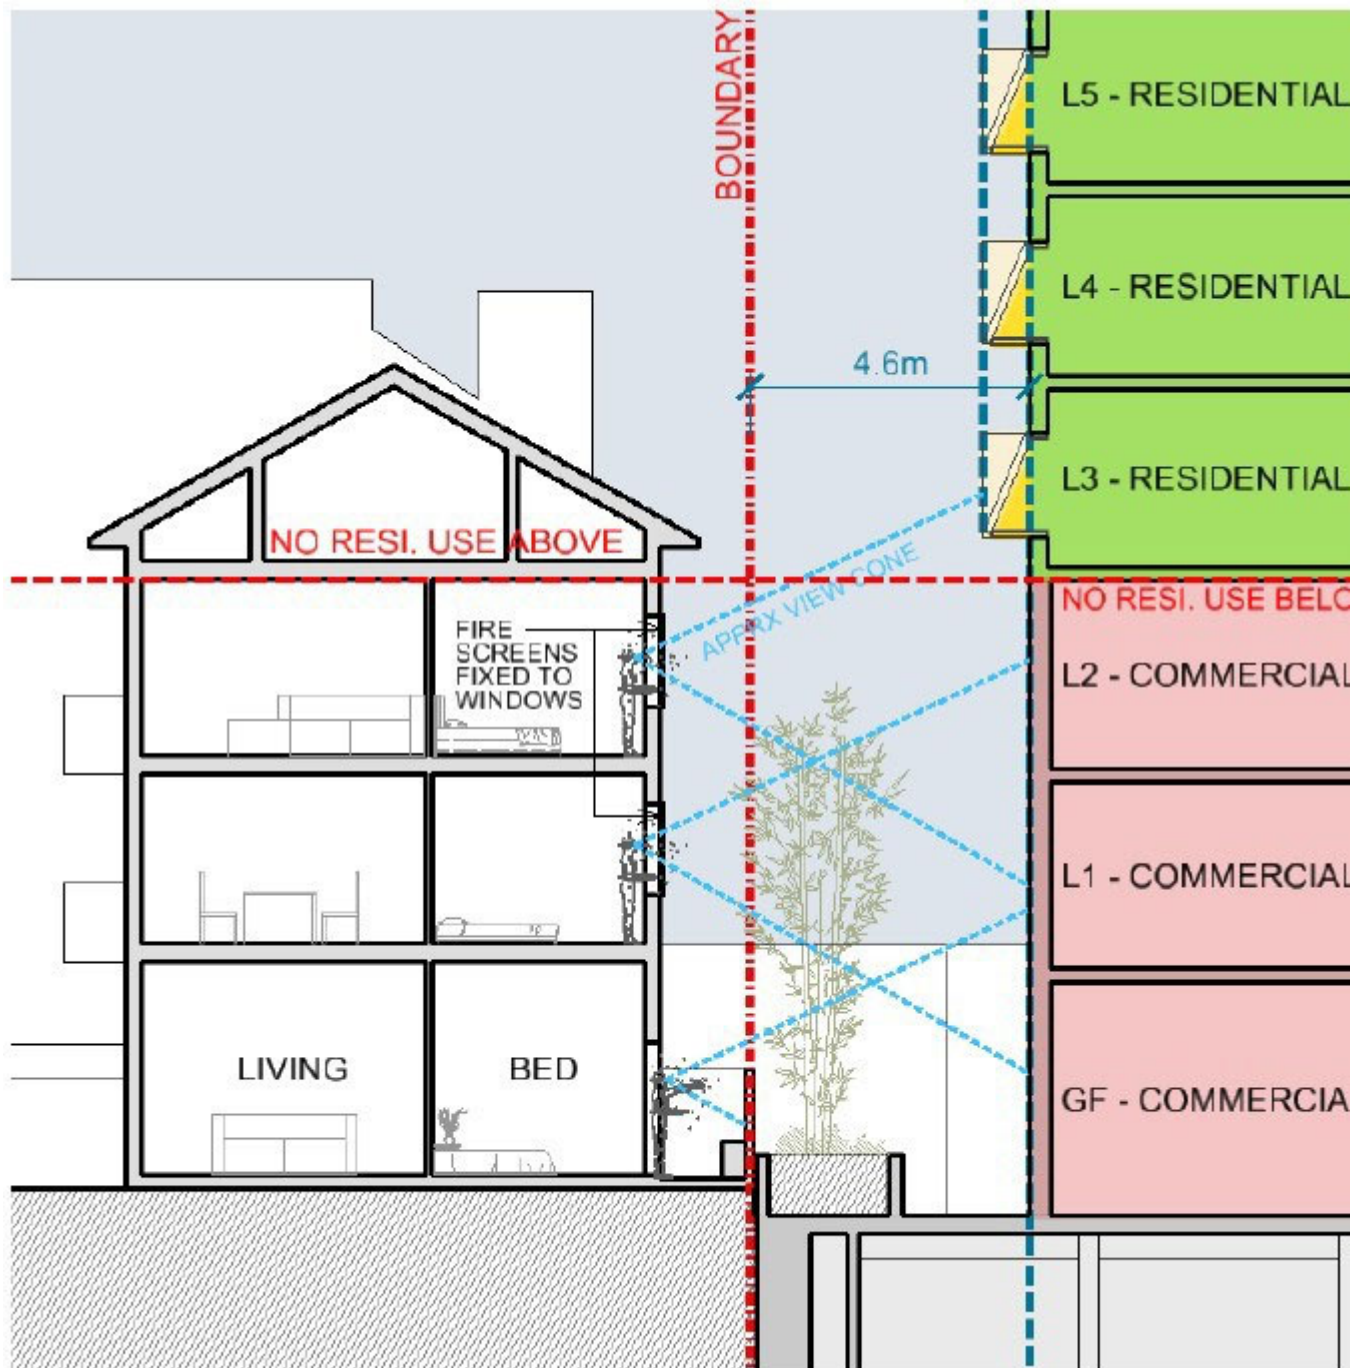 BOUNDARY
L5 - RESIDENTIAL
L4 - RESIDENTIAL
4.6m
L3 - RESIDENTIAL
NO RESI. USE ABOVE
APPRX VIEW CONE
NO RESI. USE BELO
FIRE
SCREENS
FIXED TO
WINDOWS
L2 - COMMERCIAL
L1 - COMMERCIAL
LIVING
BED
GF - COMMERCIA